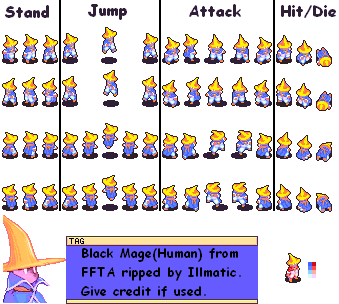 Stand Jump Attack Hit/Die
TAG
Black Mage(Human) from
FFTA ripped by Illmatic.
Give credit if used.